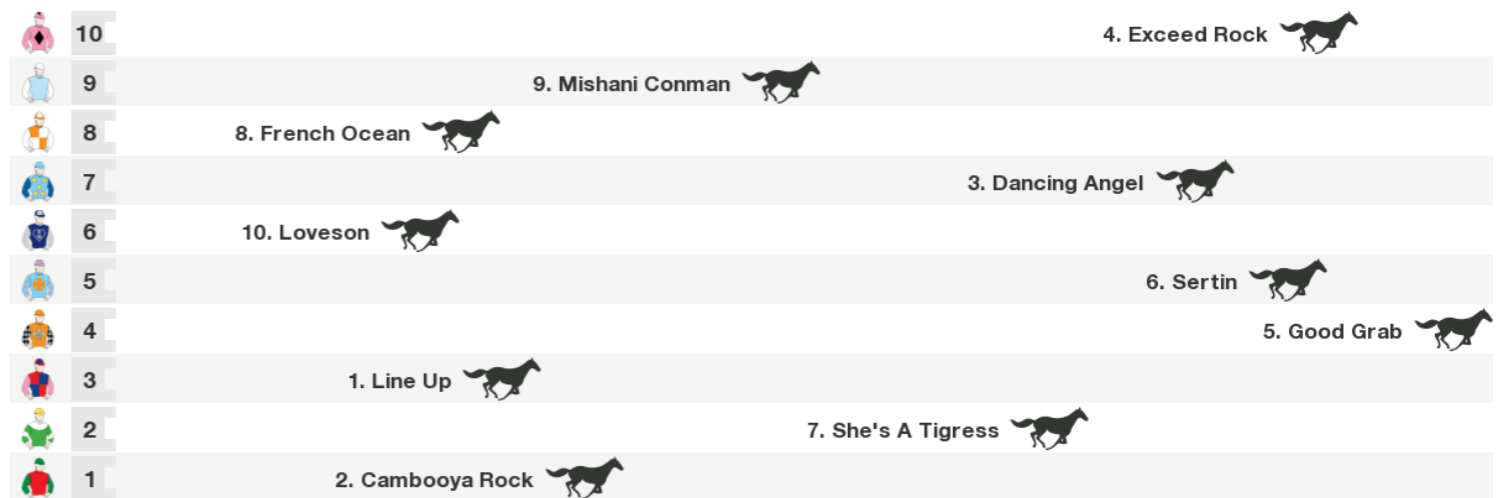 10 4. Exceed Rock
9 9. Mishani Conman
8 8. French Ocean
7 3. Dancing Angel
6 10. Loveson
5 6. Sertin
4 5. Good Grab
3 1. Line Up
2 7. She's A Tigress
1 2. Cambooya Rock